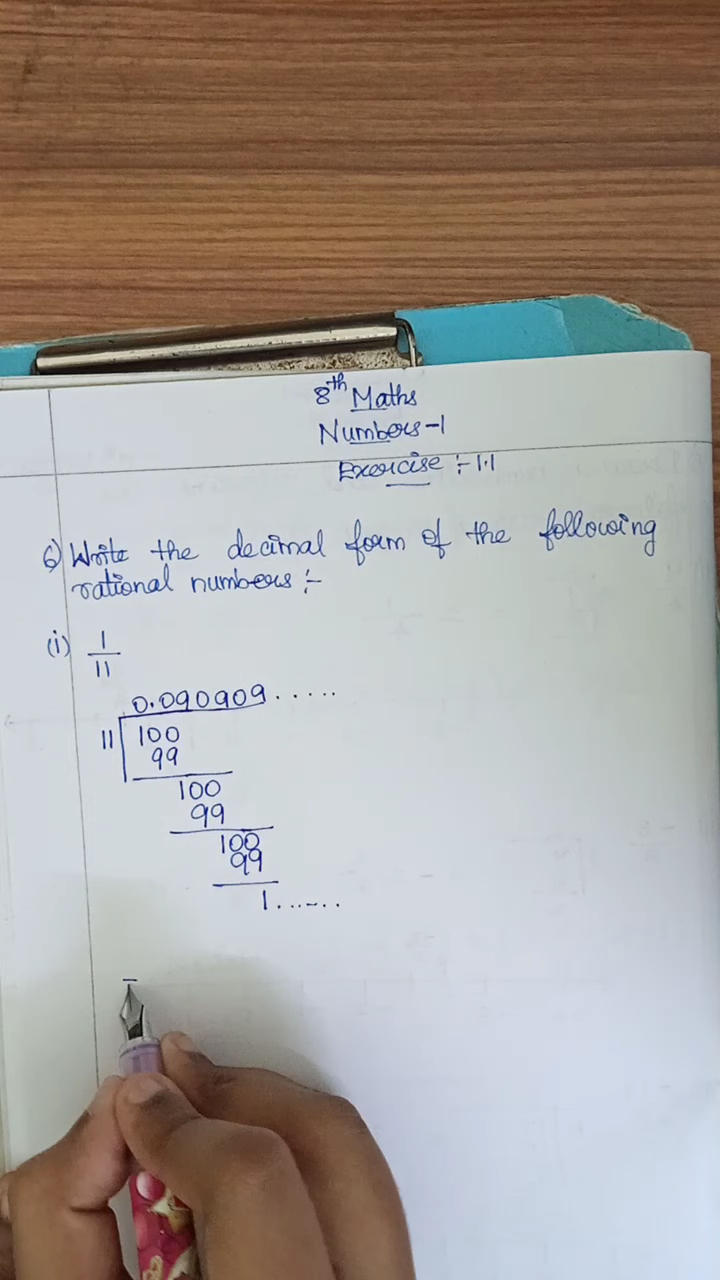 8th Maths
Numbers-1
Exercise :- 1.1
6) Write the decimal form of the following
rational numbers :-
(i) 1/11
0.090909.....
11 100
99
100
99
100
99
1......